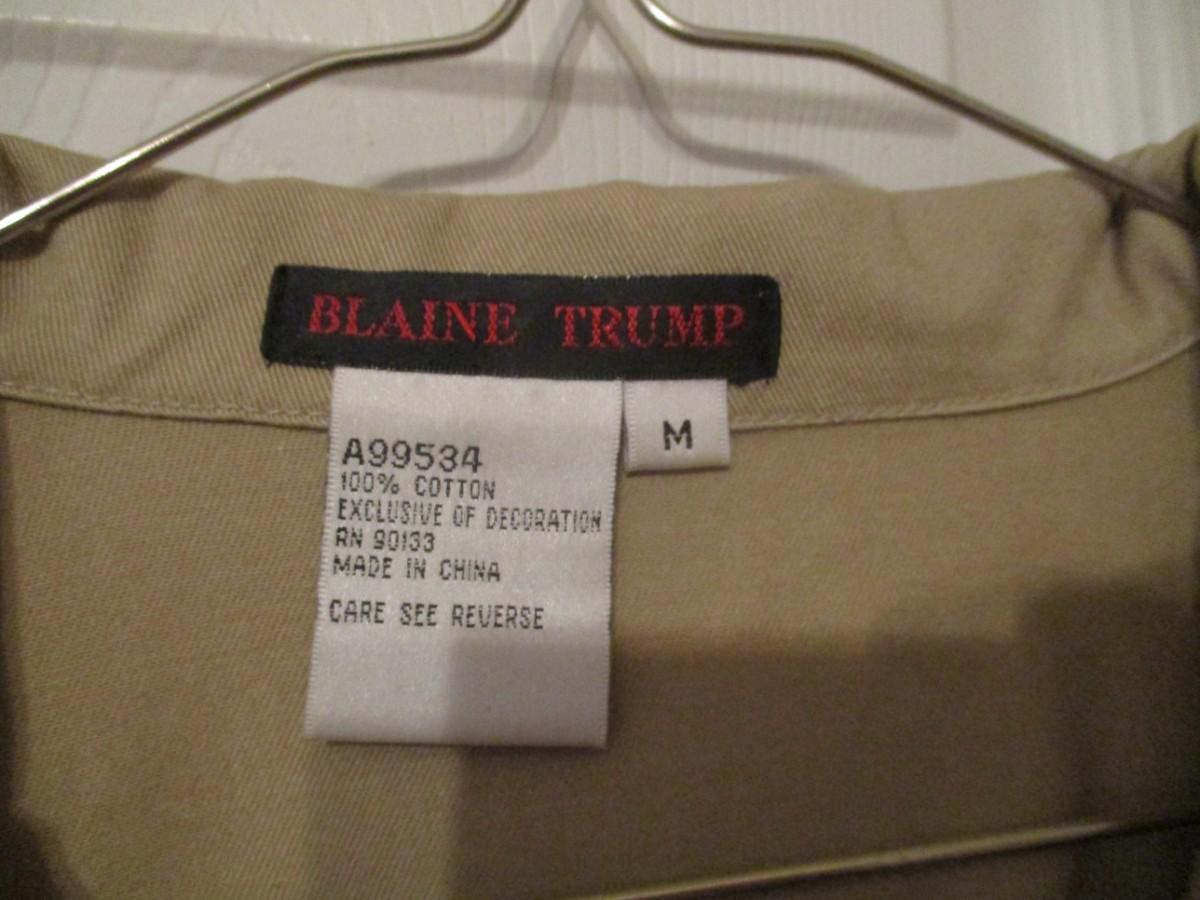 BLAINE TRUMP
M
A99534
100% COTTON
EXCLUSIVE OF DECORATION
RN 90133
MADE IN CHINA
CARE SEE REVERSE